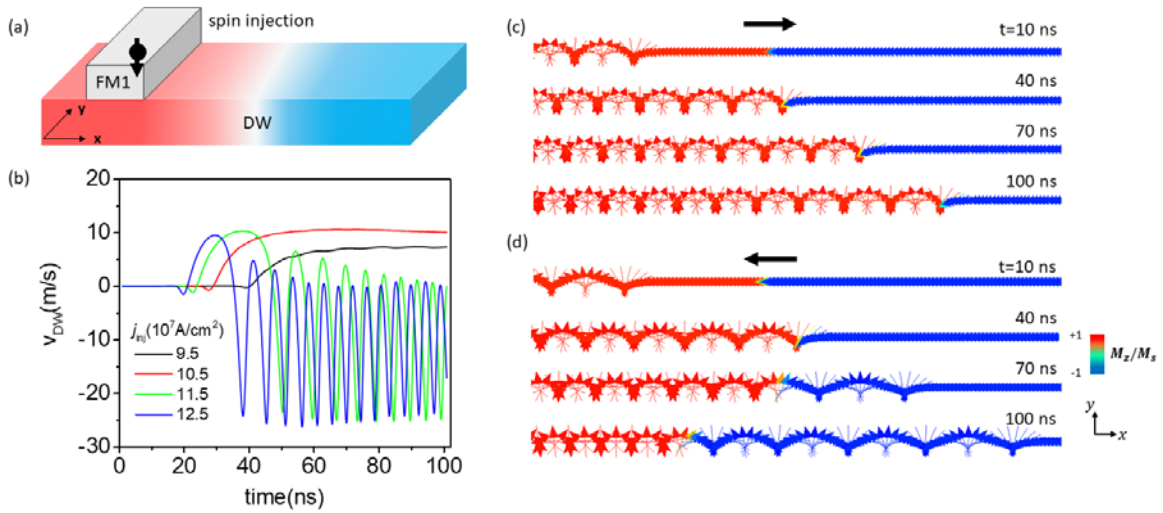 (a)
spin injection
FM1
y
x
DW
(b)
20
10
0
-10
-20
-30
v_DW(m/s)
j_inj(10^7A/cm^2)
9.5
10.5
11.5
12.5
0 20 40 60 80 100
time(ns)
(c)
t=10 ns
40 ns
70 ns
100 ns
(d)
t=10 ns
40 ns
70 ns
100 ns
+1
-1
M_z/M_s
y
x